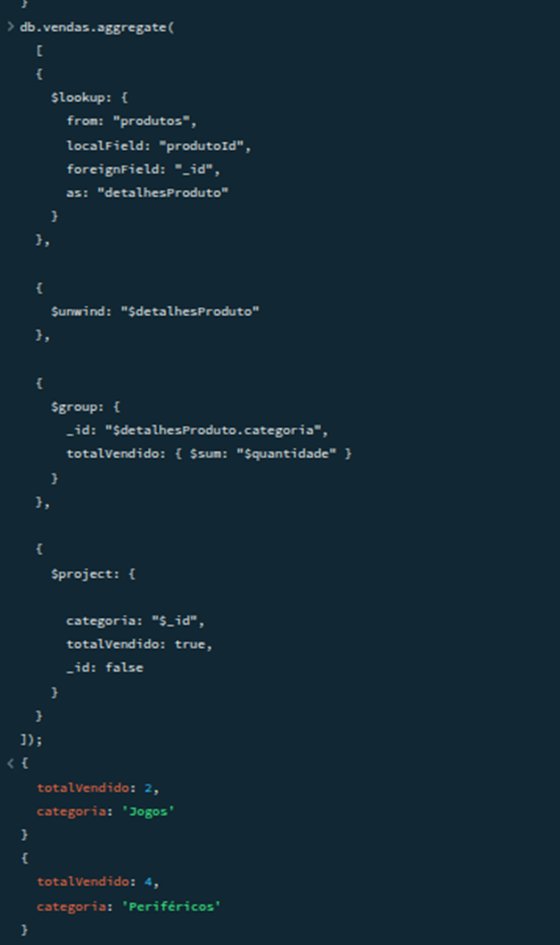 }
> db.vendas.aggregate(
[
{
$lookup: {
from: "produtos",
localField: "produtoId",
foreignField: "_id",
as: "detalhesProduto"
}
},
{
$unwind: "$detalhesProduto"
},
{
$group: {
_id: "$detalhesProduto.categoria",
totalVendido: { $sum: "$quantidade" }
}
},
{
$project: {
categoria: "$_id",
totalVendido: true,
_id: false
}
}
]);
< {
totalVendido: 2,
categoria: 'Jogos'
}
{
totalVendido: 4,
categoria: 'Periféricos'
}